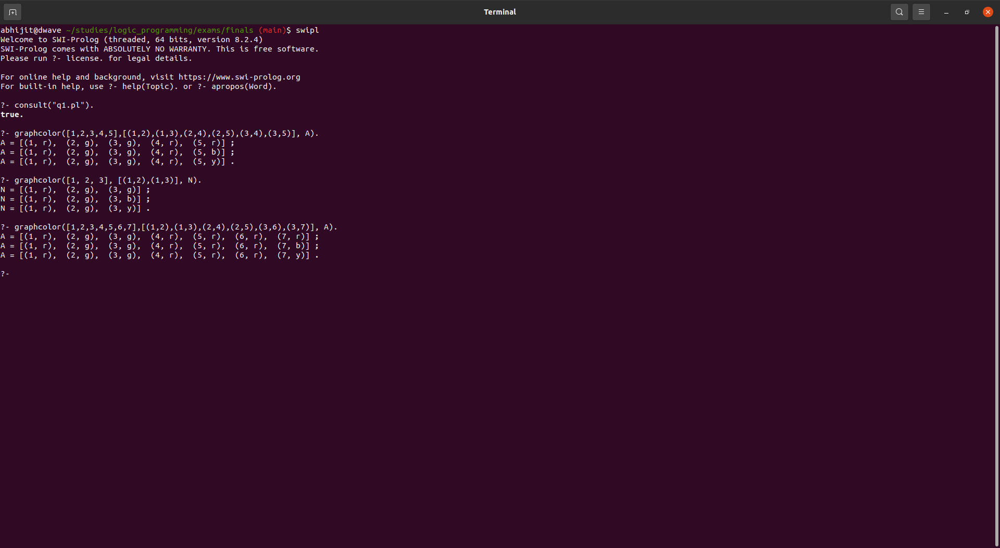 Terminal
abhijit@dwave ~/studies/logic_programming/exams/finals (main)$ swipl
Welcome to SWI-Prolog (threaded, 64 bits, version 8.2.4)
SWI-Prolog comes with ABSOLUTELY NO WARRANTY. This is free software.
Please run ?- license. for legal details.

For online help and background, visit https://www.swi-prolog.org
For built-in help, use ?- help(Topic). or ?- apropos(Word).

?- consult("q1.pl").
true.

?- graphcolor([1,2,3,4,5],[(1,2),(1,3),(2,4),(2,5),(3,4),(3,5)], A).
A = [(1, r),  (2, g),  (3, g),  (4, r),  (5, r)] ;
A = [(1, r),  (2, g),  (3, g),  (4, r),  (5, b)] ;
A = [(1, r),  (2, g),  (3, g),  (4, r),  (5, y)] .

?- graphcolor([1, 2, 3], [(1,2),(1,3)], N).
N = [(1, r),  (2, g),  (3, g)] ;
N = [(1, r),  (2, g),  (3, b)] ;
N = [(1, r),  (2, g),  (3, y)] .

?- graphcolor([1,2,3,4,5,6,7],[(1,2),(1,3),(2,4),(2,5),(3,6),(3,7)], A).
A = [(1, r),  (2, g),  (3, g),  (4, r),  (5, r),  (6, r),  (7, r)] ;
A = [(1, r),  (2, g),  (3, g),  (4, r),  (5, r),  (6, r),  (7, b)] ;
A = [(1, r),  (2, g),  (3, g),  (4, r),  (5, r),  (6, r),  (7, y)] .

?-